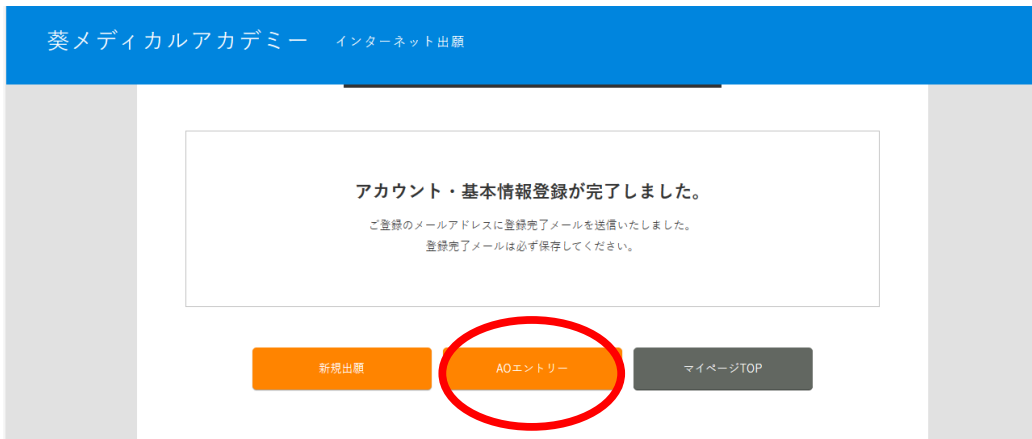 葵メディカルアカデミー インターネット出願
アカウント・基本情報登録が完了しました。
ご登録のメールアドレスに登録完了メールを送信いたしました。
登録完了メールは必ず保存してください。
新規出願 AOエントリー マイページTOP